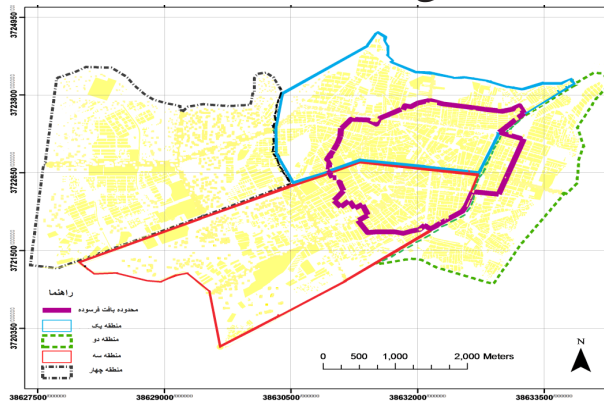 3724950
3723800
3722650
3721500
3720350
راهنما
محدوده بافت فرسوده
منطقه یک
منطقه دو
منطقه سه
منطقه چهار
0 500 1,000 2,000 Meters
N
38627500 38629000 38630500 38632000 38633500